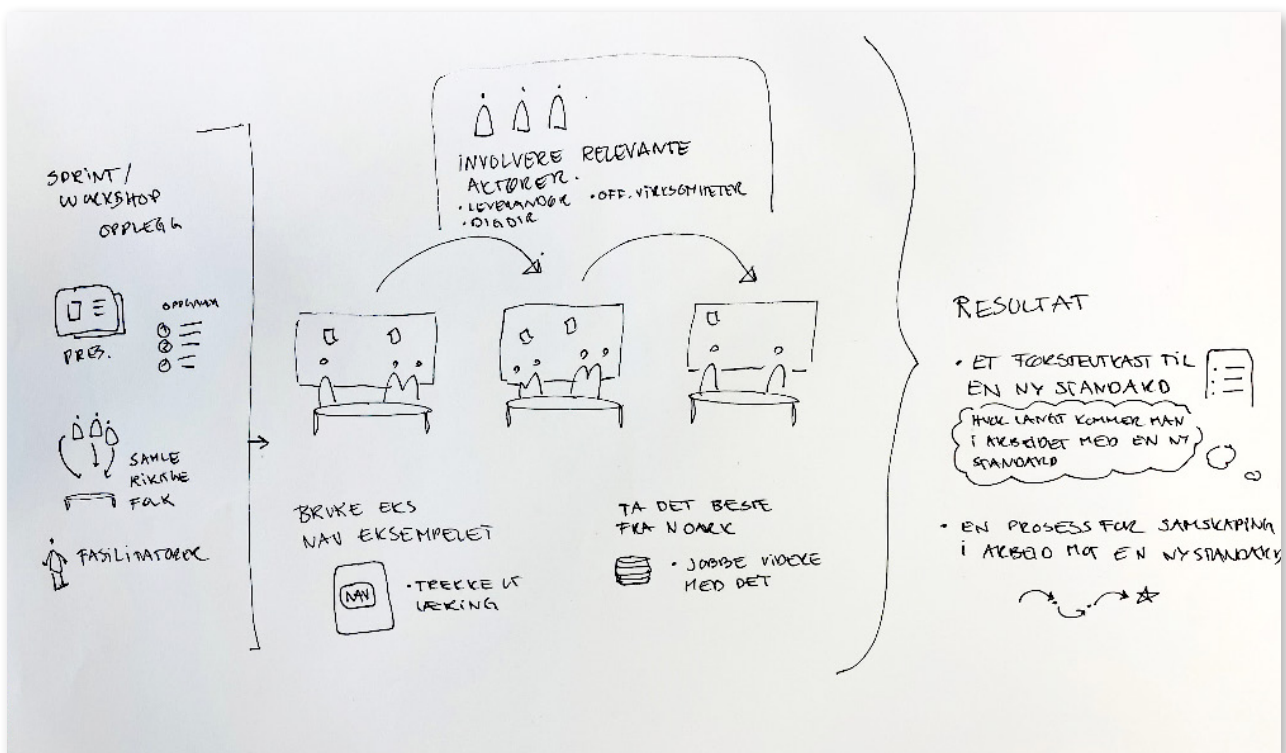 SPRINT/
WORKSHOP
OPPLEGG
PRES.
SAMLE
RIKTIGE
FOLK
FASILITATORER
INVOLVERE RELEVANTE
AKTØRER.
• LEVERANDØR
• OFF. VIRKSOMHETER
• DIGDIR
BRUKE EKS
NAV EKSEMPELET
NAV
• TREKKE UT
LÆRING
TA DET BESTE
FRA NOARK
• JOBBE VIDERE
MED DET
RESULTAT
• ET FØRSTEUTKAST TIL
EN NY STANDARD
HVOR LANGT KOMMER MAN
I ARBEIDET MED EN NY
STANDARD
• EN PROSESS FOR SAMSKAPING
I ARBEID MOT EN NY STANDARD